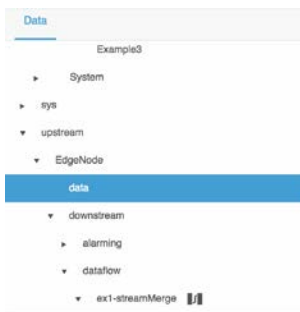 Data
Example3
System
sys
upstream
EdgeNode
data
downstream
alarming
dataflow
ex1-streamMerge